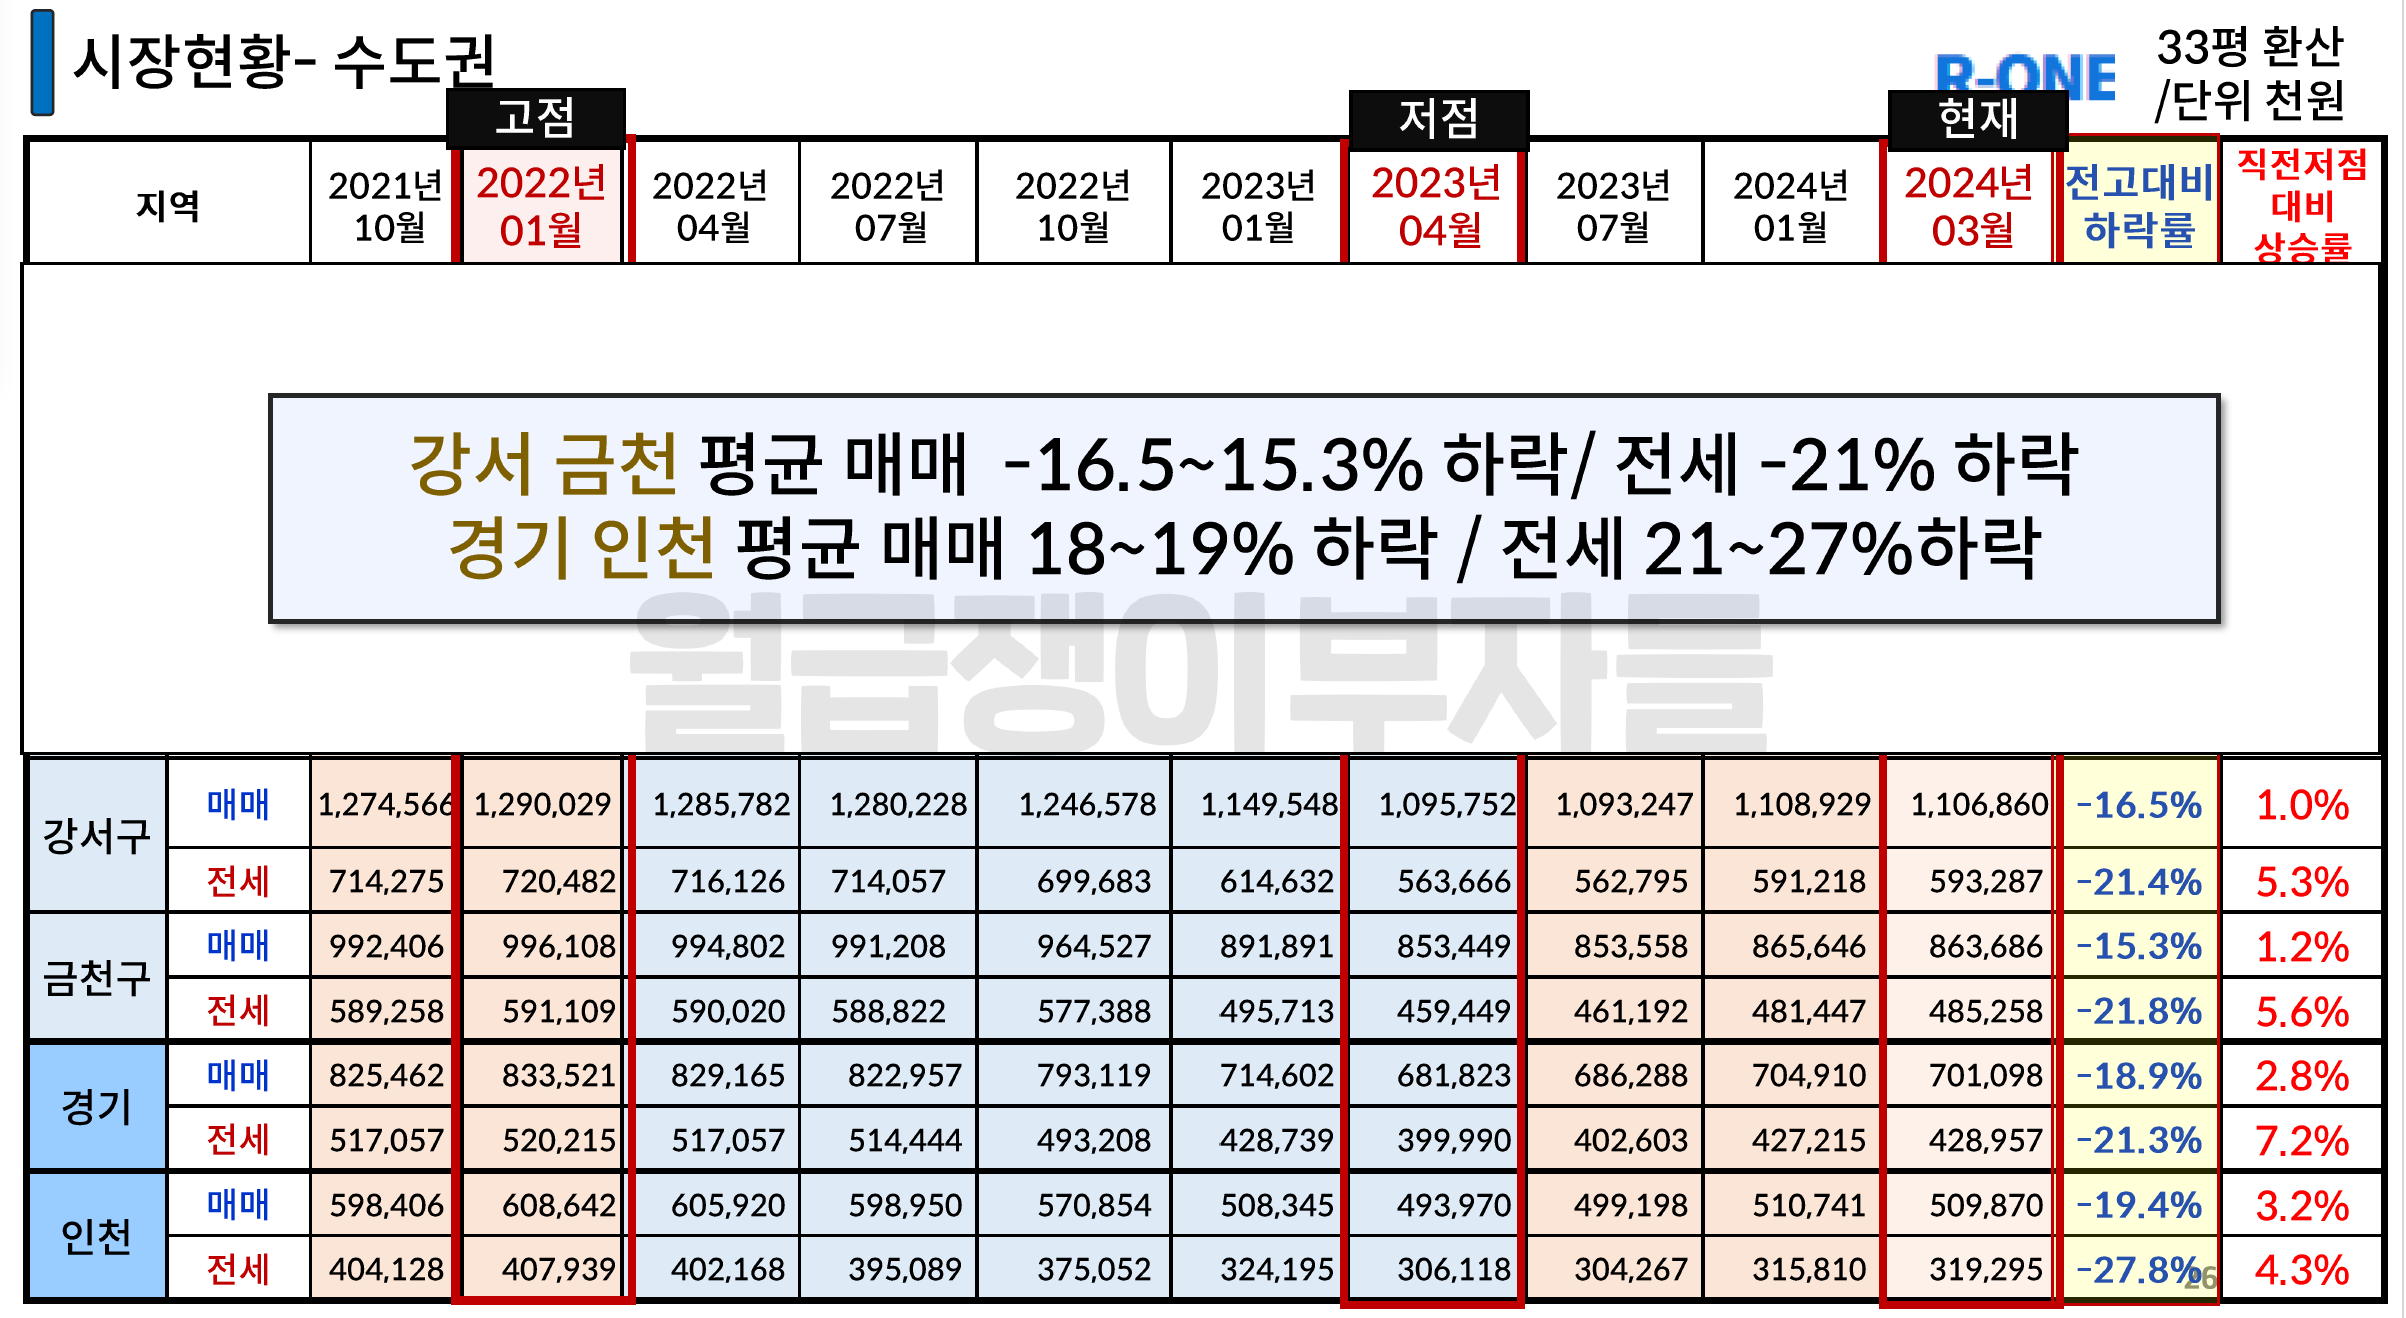 시장현황- 수도권
R-ONE
33평 환산
/단위 천원
고점
저점
현재
지역 2021년 10월 2022년 01월 2022년 04월 2022년 07월 2022년 10월 2023년 01월 2023년 04월 2023년 07월 2024년 01월 2024년 03월 전고대비 하락률 직전저점 대비 상승률
강서 금천 평균 매매 -16.5~15.3% 하락/ 전세 -21% 하락
경기 인천 평균 매매 18~19% 하락 / 전세 21~27%하락
월급쟁이부자들
강서구 매매 1,274,566 1,290,029 1,285,782 1,280,228 1,246,578 1,149,548 1,095,752 1,093,247 1,108,929 1,106,860 -16.5% 1.0%
전세 714,275 720,482 716,126 714,057 699,683 614,632 563,666 562,795 591,218 593,287 -21.4% 5.3%
금천구 매매 992,406 996,108 994,802 991,208 964,527 891,891 853,449 853,558 865,646 863,686 -15.3% 1.2%
전세 589,258 591,109 590,020 588,822 577,388 495,713 459,449 461,192 481,447 485,258 -21.8% 5.6%
경기 매매 825,462 833,521 829,165 822,957 793,119 714,602 681,823 686,288 704,910 701,098 -18.9% 2.8%
전세 517,057 520,215 517,057 514,444 493,208 428,739 399,990 402,603 427,215 428,957 -21.3% 7.2%
인천 매매 598,406 608,642 605,920 598,950 570,854 508,345 493,970 499,198 510,741 509,870 -19.4% 3.2%
전세 404,128 407,939 402,168 395,089 375,052 324,195 306,118 304,267 315,810 319,295 -27.8% 4.3%
26